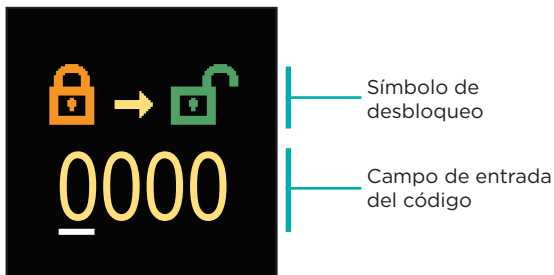 Símbolo de
desbloqueo
0000
Campo de entrada
del código